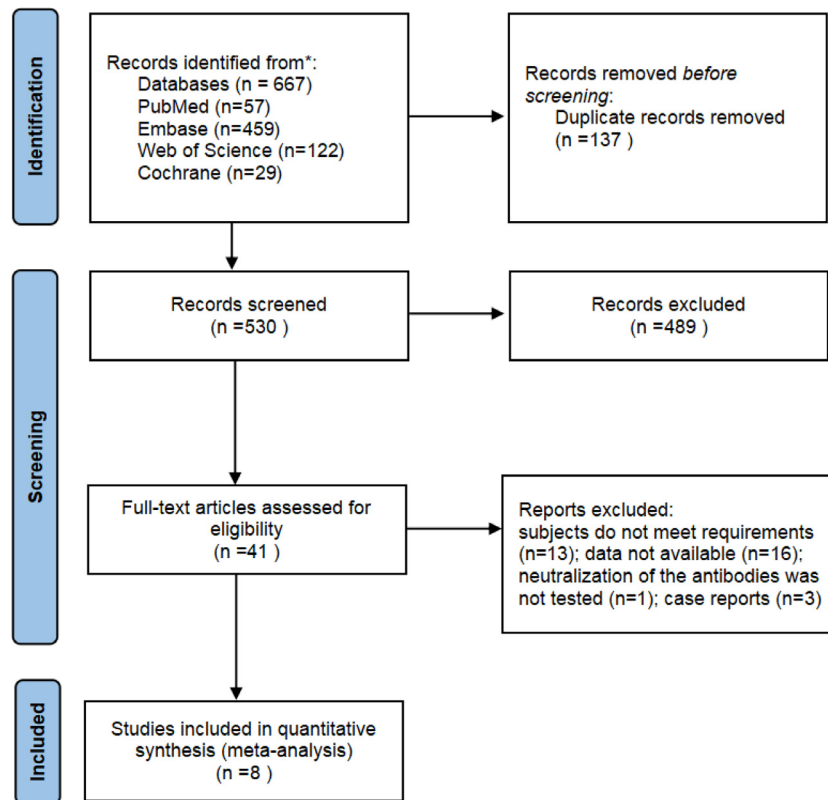 Identification
Records identified from*:
Databases (n = 667)
PubMed (n=57)
Embase (n=459)
Web of Science (n=122)
Cochrane (n=29)
Records removed before
screening:
Duplicate records removed
(n =137 )
Screening
Records screened
(n =530 )
Records excluded
(n =489 )
Full-text articles assessed for
eligibility
(n =41 )
Reports excluded:
subjects do not meet requirements
(n=13); data not available (n=16);
neutralization of the antibodies was
not tested (n=1); case reports (n=3)
Included
Studies included in quantitative
synthesis (meta-analysis)
(n =8 )